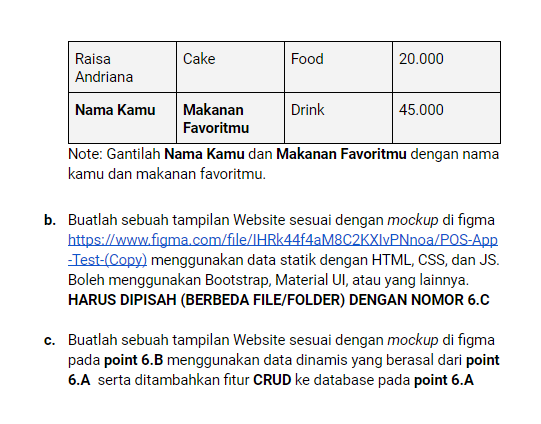 Raisa Andriana Cake Food 20.000
Nama Kamu Makanan Favoritmu Drink 45.000
Note: Gantilah Nama Kamu dan Makanan Favoritmu dengan nama
kamu dan makanan favoritmu.
b. Buatlah sebuah tampilan Website sesuai dengan mockup di figma
https://www.figma.com/file/IHRk44f4aM8C2KXIvPNnoa/POS-App
-Test-(Copy) menggunakan data statik dengan HTML, CSS, dan JS.
Boleh menggunakan Bootstrap, Material UI, atau yang lainnya.
HARUS DIPISAH (BERBEDA FILE/FOLDER) DENGAN NOMOR 6.C
c. Buatlah sebuah tampilan Website sesuai dengan mockup di figma
pada point 6.B menggunakan data dinamis yang berasal dari point
6.A serta ditambahkan fitur CRUD ke database pada point 6.A